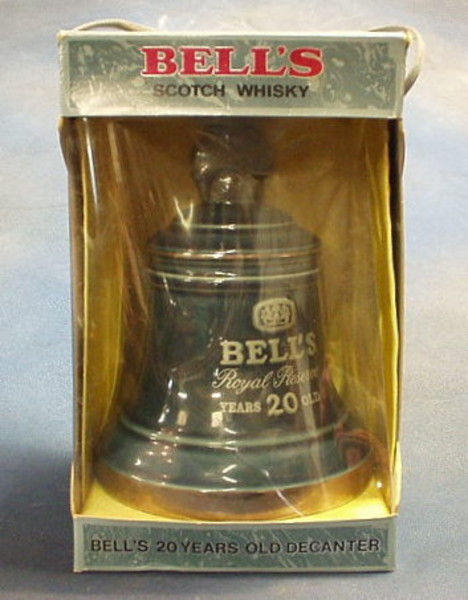 BELL'S
SCOTCH WHISKY
BELL'S
Royal Reserve
YEARS 20 OLD
BELL'S 20 YEARS OLD DECANTER